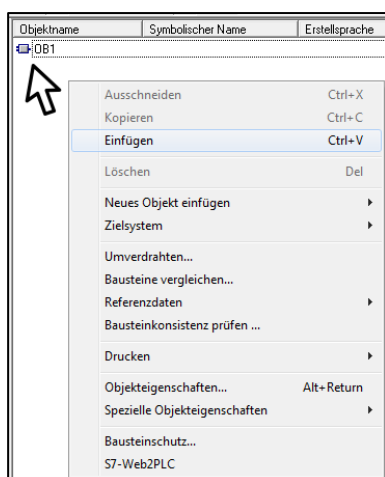 Objektname Symbolischer Name Erstellsprache
OB1
Ausschneiden Ctrl+X
Kopieren Ctrl+C
Einfügen Ctrl+V
Löschen Del
Neues Objekt einfügen
Zielsystem
Umverdrahten...
Bausteine vergleichen...
Referenzdaten
Bausteinkonsistenz prüfen ...
Drucken
Objekteigenschaften... Alt+Return
Spezielle Objekteigenschaften
Bausteinschutz...
S7-Web2PLC